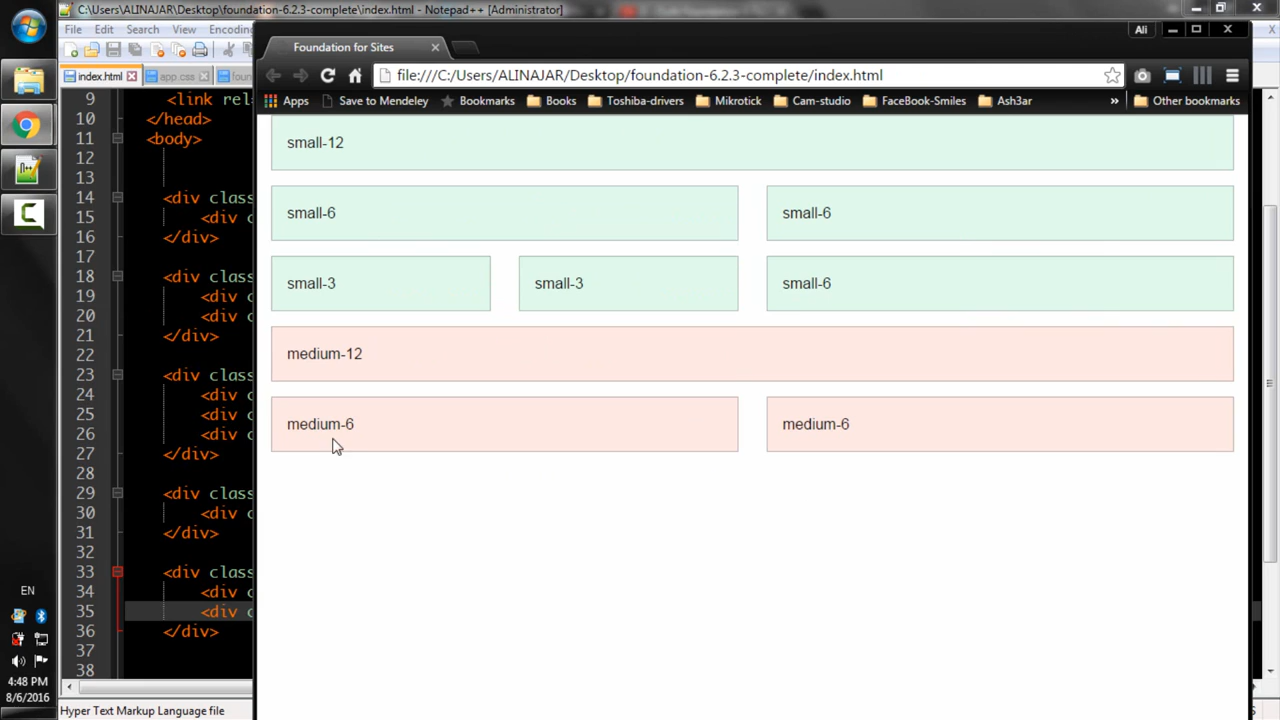 C:\Users\ALINAJAR\Desktop\foundation-6.2.3-complete\index.html - Notepad++ [Administrator]
File Edit Search View Encoding
Ali
Foundation for Sites
index.html app.css foun
file:///C:/Users/ALINAJAR/Desktop/foundation-6.2.3-complete/index.html
Apps Save to Mendeley Bookmarks Books Toshiba-drivers Mikrotick Cam-studio FaceBook-Smiles Ash3ar » Other bookmarks
9 <link rel=
10 </head>
11 <body>
12
13
14 <div class
15 <div c
16 </div>
17
18 <div class
19 <div c
20 <div c
21 </div>
22
23 <div class
24 <div c
25 <div c
26 <div c
27 </div>
28
29 <div class
30 <div c
31 </div>
32
33 <div class
34 <div c
35 <div c
36 </div>
37
38
small-12
small-6 small-6
small-3 small-3 small-6
medium-12
medium-6 medium-6
EN
4:48 PM
8/6/2016
Hyper Text Markup Language file